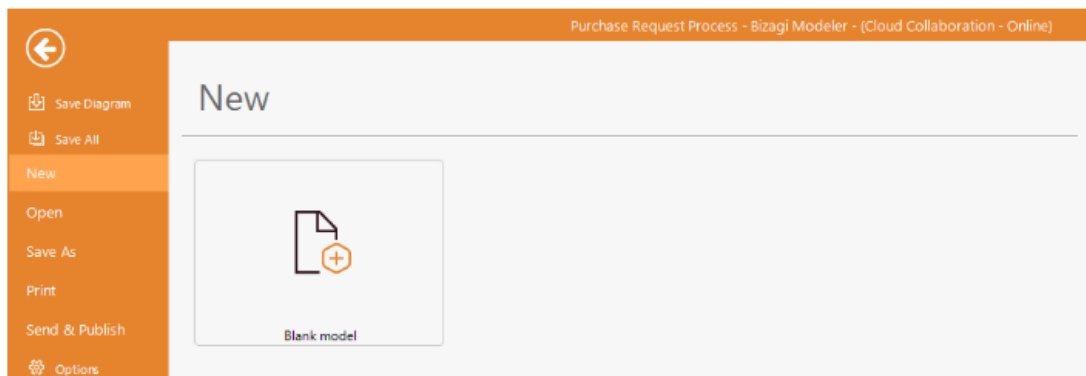 Purchase Request Process - Bizagi Modeler - (Cloud Collaboration - Online)
Save Diagram
Save All
New
Open
Save As
Print
Send & Publish
Options
New
Blank model